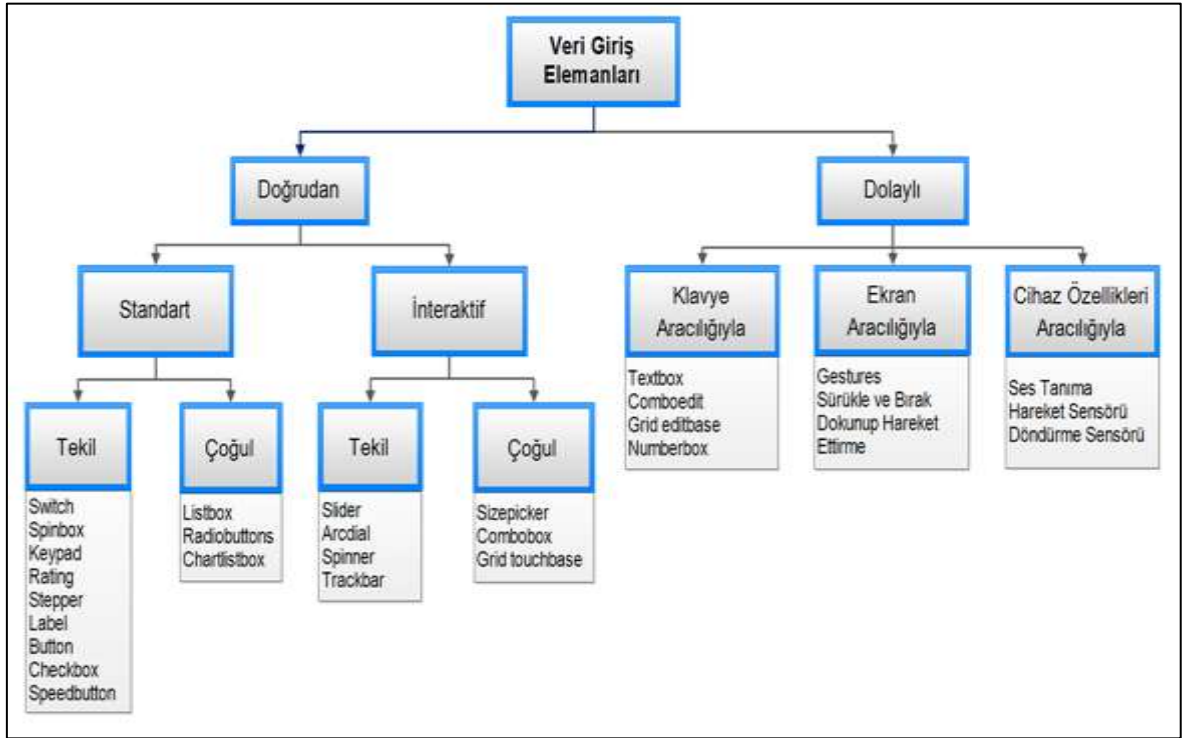 Veri Giriş
Elemanları
Doğrudan
Dolaylı
Standart
İnteraktif
Klavye
Aracılığıyla
Ekran
Aracılığıyla
Cihaz Özellikleri
Aracılığıyla
Textbox
Comboedit
Grid editbase
Numberbox
Gestures
Sürükle ve Bırak
Dokunup Hareket
Ettirme
Ses Tanıma
Hareket Sensörü
Döndürme Sensörü
Tekil
Çoğul
Tekil
Çoğul
Switch
Spinbox
Keypad
Rating
Stepper
Label
Button
Checkbox
Speedbutton
Listbox
Radiobuttons
Chartlistbox
Slider
Arcdial
Spinner
Trackbar
Sizepicker
Combobox
Grid touchbase